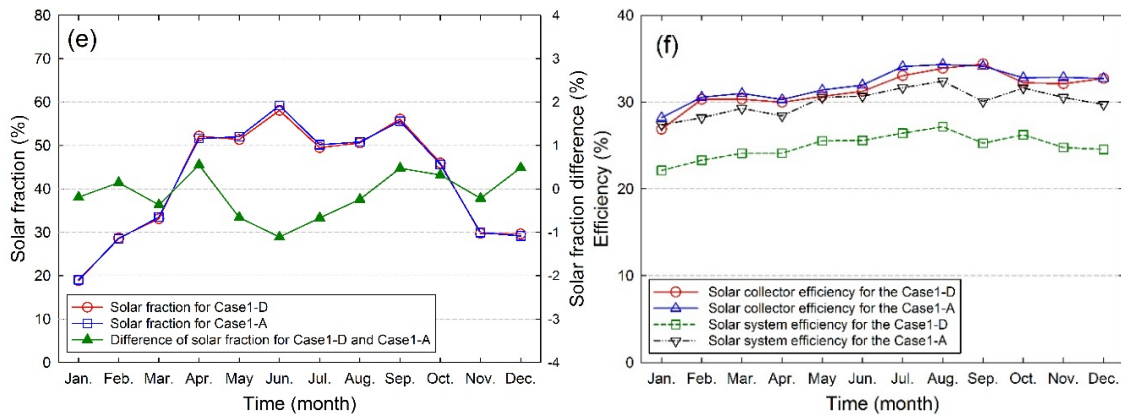 (e)
Solar fraction (%)
80
70
60
50
40
30
20
10
0
Solar fraction difference (%)
4
3
2
1
0
-1
-2
-3
-4
Solar fraction for Case1-D
Solar fraction for Case1-A
Difference of solar fraction for Case1-D and Case1-A
Jan. Feb. Mar. Apr. May Jun. Jul. Aug. Sep. Oct. Nov. Dec.
Time (month)
(f)
Efficiency (%)
40
30
20
10
0
Solar collector efficiency for the Case1-D
Solar collector efficiency for the Case1-A
Solar system efficiency for the Case1-D
Solar system efficiency for the Case1-A
Jan. Feb. Mar. Apr. May Jun. Jul. Aug. Sep. Oct. Nov. Dec.
Time (month)